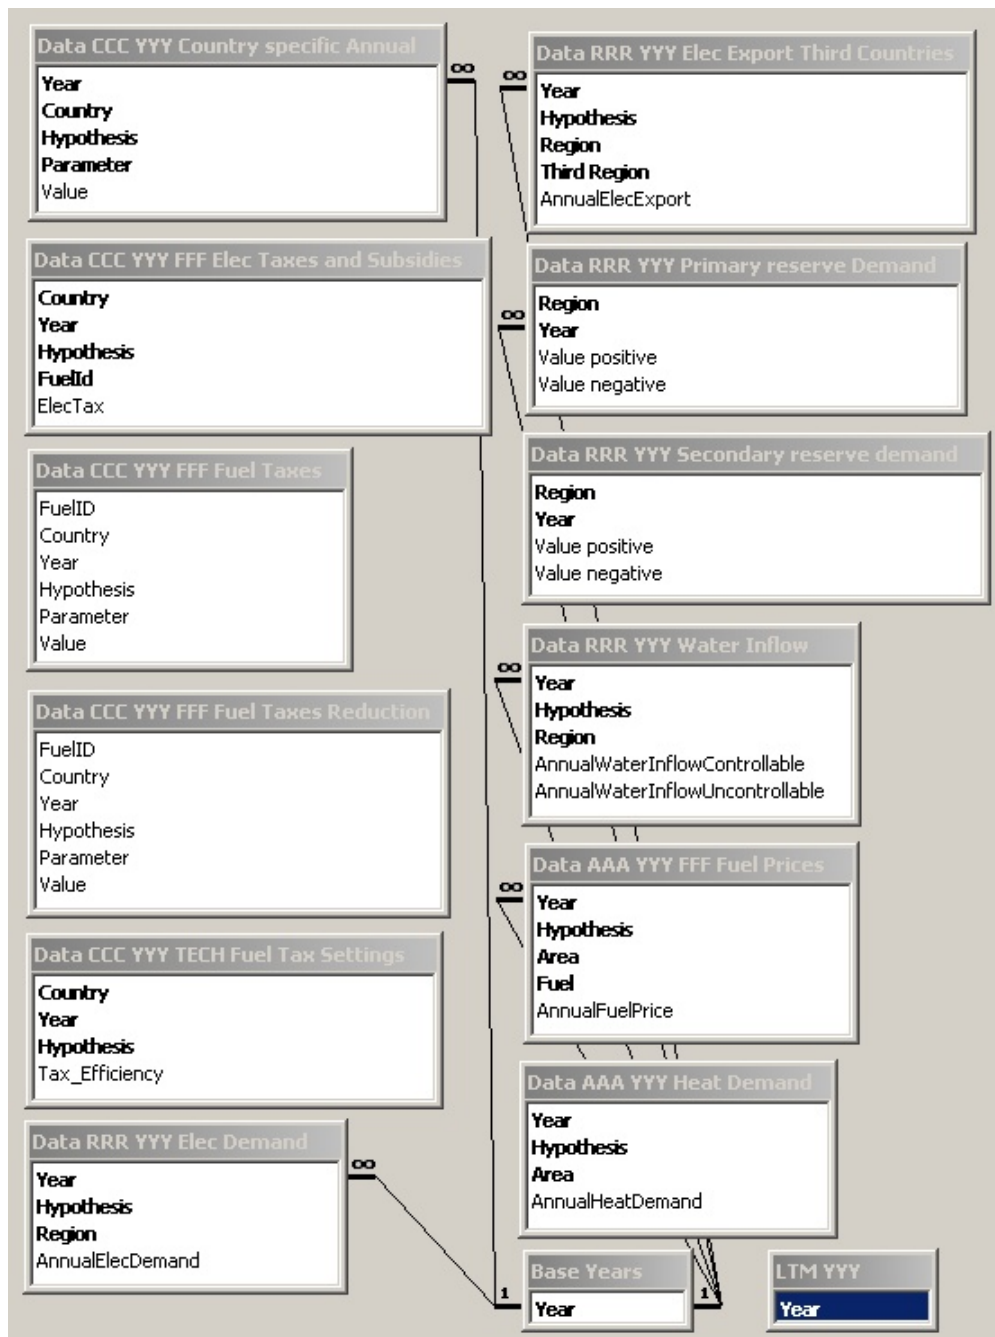 Data CCC YYY Country specific Annual
Year
Country
Hypothesis
Parameter
Value
∞
Data CCC YYY FFF Elec Taxes and Subsidies
Country
Year
Hypothesis
FuelId
ElecTax
Data CCC YYY FFF Fuel Taxes
FuelID
Country
Year
Hypothesis
Parameter
Value
Data CCC YYY FFF Fuel Taxes Reduction
FuelID
Country
Year
Hypothesis
Parameter
Value
Data CCC YYY TECH Fuel Tax Settings
Country
Year
Hypothesis
Tax_Efficiency
Data RRR YYY Elec Demand
Year
Hypothesis
Region
AnnualElecDemand
∞
∞
Data RRR YYY Elec Export Third Countries
Year
Hypothesis
Region
Third Region
AnnualElecExport
Data RRR YYY Primary reserve Demand
∞
Region
Year
Value positive
Value negative
Data RRR YYY Secondary reserve demand
Region
Year
Value positive
Value negative
Data RRR YYY Water Inflow
∞
Year
Hypothesis
Region
AnnualWaterInflowControllable
AnnualWaterInflowUncontrollable
Data AAA YYY FFF Fuel Prices
∞
Year
Hypothesis
Area
Fuel
AnnualFuelPrice
Data AAA YYY Heat Demand
Year
Hypothesis
Area
AnnualHeatDemand
Base Years
1
Year
1
LTM YYY
Year